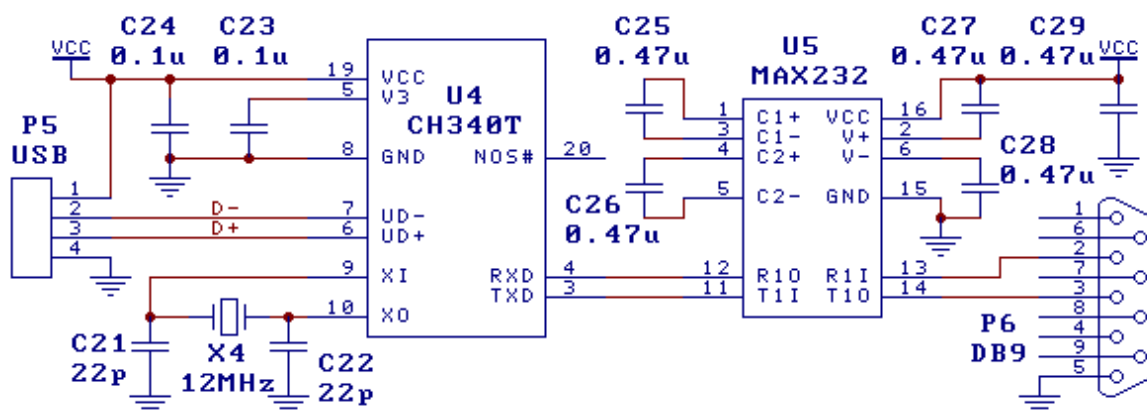 C24
0.1u
C23
0.1u
VCC
P5
USB
1
2
3
4
D-
D+
19
5
8
7
6
9
10
VCC
V3
GND
UD-
UD+
XI
XO
U4
CH340T
NOS#
20
RXD
TXD
4
3
C21
22p
X4
12MHz
C22
22p
C25
0.47u
C26
0.47u
U5
MAX232
1
3
4
5
12
11
C1+
C1-
C2+
C2-
R1O
T1I
VCC
V+
V-
GND
R1I
T1O
16
2
6
15
13
14
C27
0.47u
C29
0.47u
VCC
C28
0.47u
1
6
2
7
3
8
4
9
5
P6
DB9